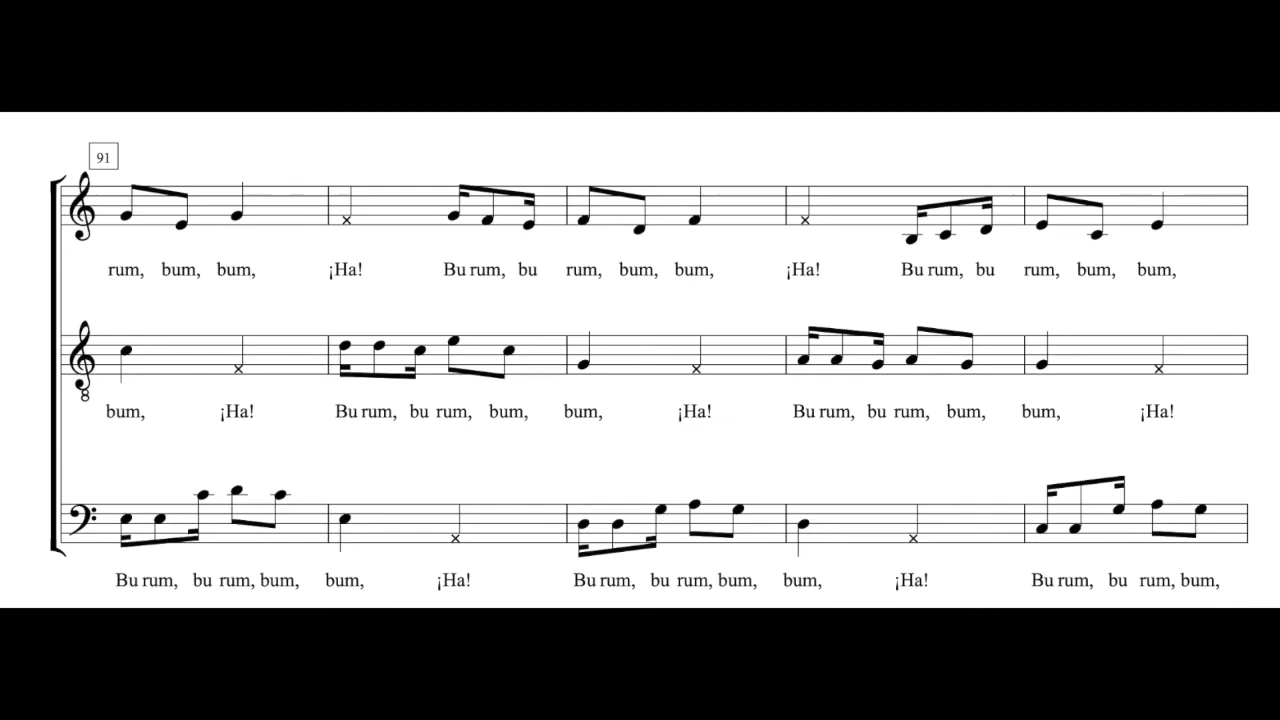 91
rum, bum, bum, ¡Ha! Bu rum, bu rum, bum, bum, ¡Ha! Bu rum, bu rum, bum, bum,
8
bum, ¡Ha! Bu rum, bu rum, bum, bum, ¡Ha! Bu rum, bu rum, bum, bum, ¡Ha!
Bu rum, bu rum, bum, bum, ¡Ha! Bu rum, bu rum, bum, bum, ¡Ha! Bu rum, bu rum, bum,